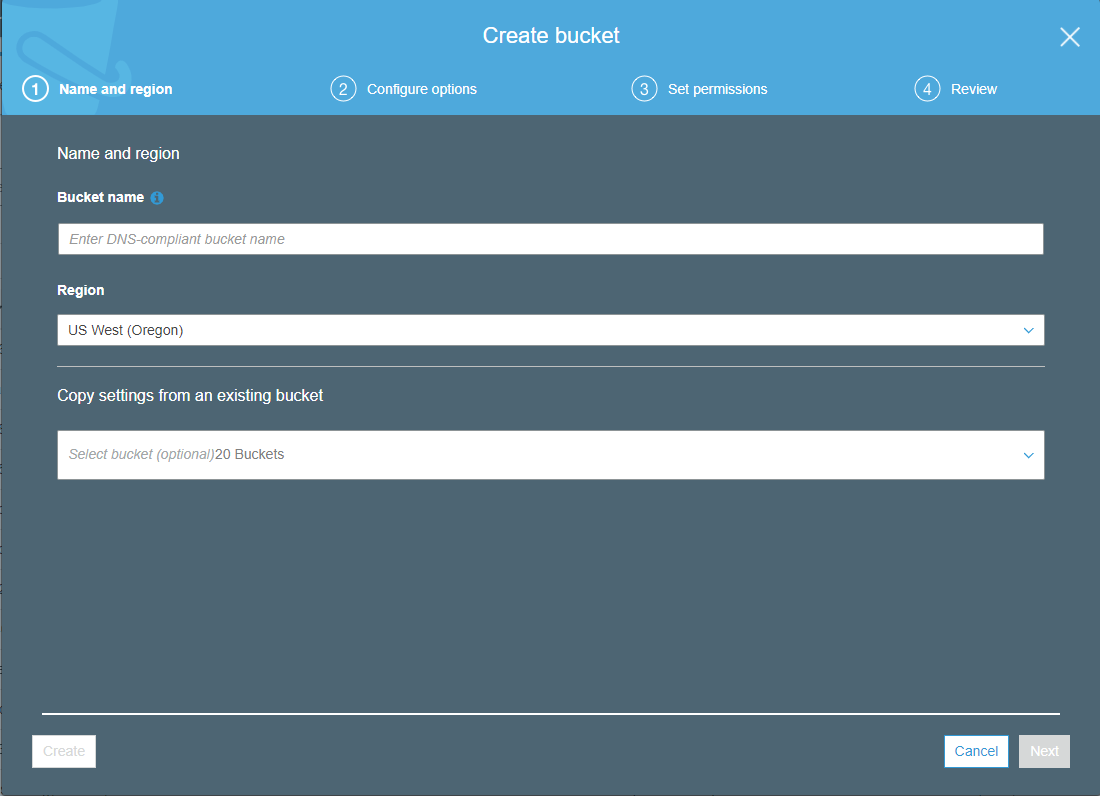 Create bucket
1 Name and region
2 Configure options
3 Set permissions
4 Review
Name and region
Bucket name
Enter DNS-compliant bucket name
Region
US West (Oregon)
Copy settings from an existing bucket
Select bucket (optional)20 Buckets
Create
Cancel
Next